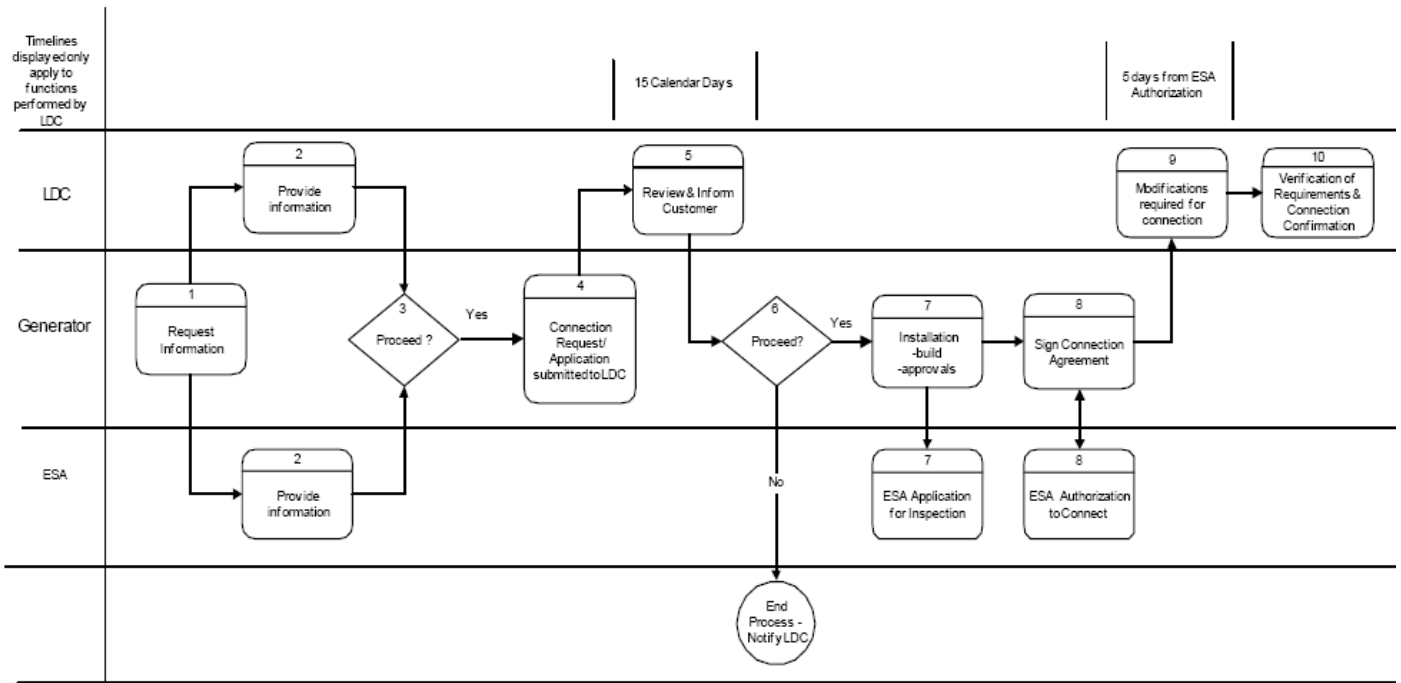 Timelines
displayed only
apply to
functions
performed by
LDC
15 Calendar Days
5 days from ESA
Authorization
LDC
2
Provide
information
5
Review & Inform
Customer
9
Modifications
required for
connection
10
Verification of
Requirements &
Connection
Confirmation
Generator
1
Request
Information
3
Proceed ?
Yes
4
Connection
Request/
Application
submitted to LDC
6
Proceed?
Yes
7
Installation
-build
-approvals
8
Sign Connection
Agreement
ESA
2
Provide
information
No
7
ESA Application
for Inspection
8
ESA Authorization
to Connect
End
Process -
Notify LDC